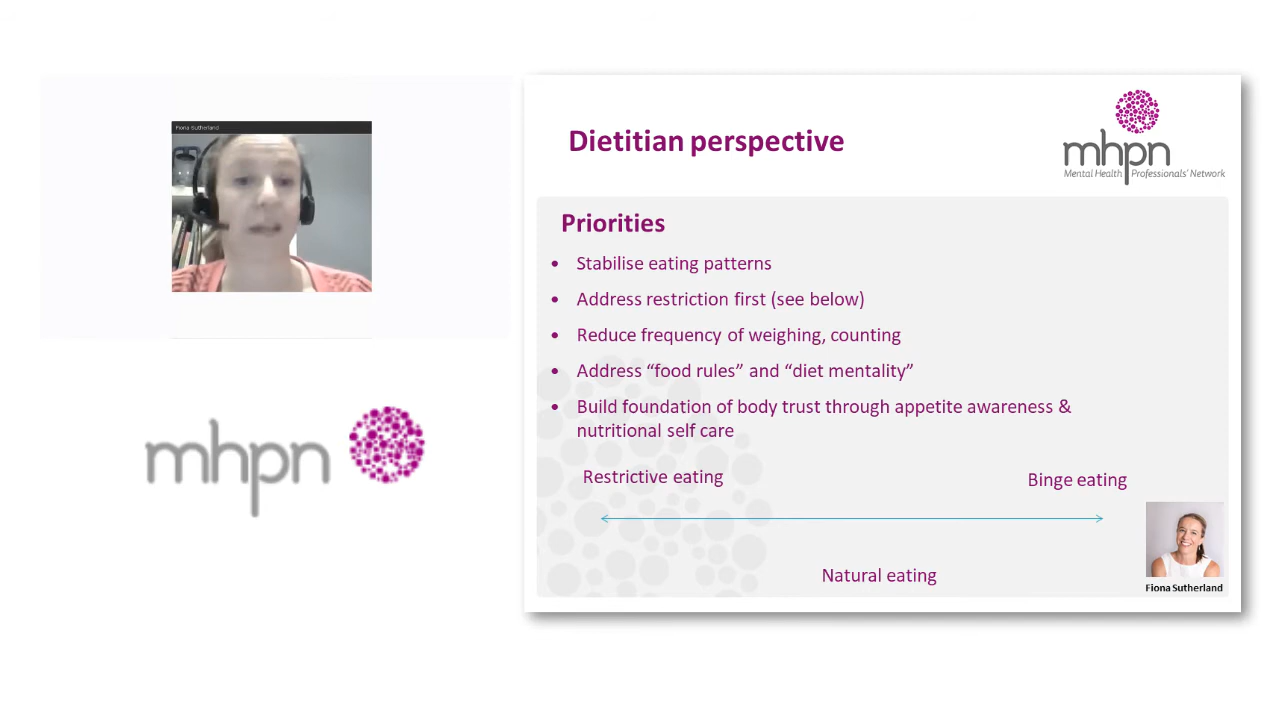 Fiona Sutherland
Dietitian perspective
mhpn
Mental Health Professionals' Network
Priorities
• Stabilise eating patterns
• Address restriction first (see below)
• Reduce frequency of weighing, counting
• Address “food rules” and “diet mentality”
• Build foundation of body trust through appetite awareness &
nutritional self care
Restrictive eating
Binge eating
Natural eating
Fiona Sutherland
mhpn